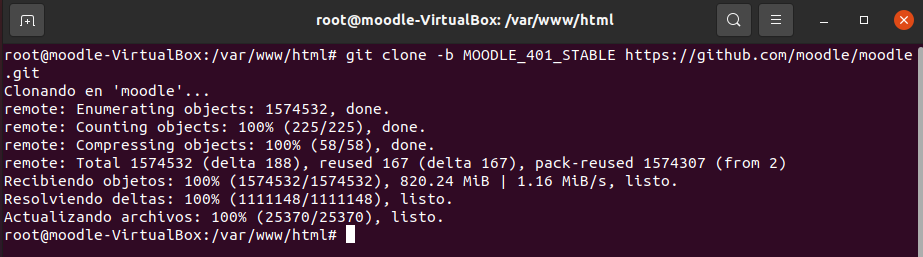 root@moodle-VirtualBox: /var/www/html
root@moodle-VirtualBox:/var/www/html# git clone -b MOODLE_401_STABLE https://github.com/moodle/moodle
.git
Clonando en 'moodle'...
remote: Enumerating objects: 1574532, done.
remote: Counting objects: 100% (225/225), done.
remote: Compressing objects: 100% (58/58), done.
remote: Total 1574532 (delta 188), reused 167 (delta 167), pack-reused 1574307 (from 2)
Recibiendo objetos: 100% (1574532/1574532), 820.24 MiB | 1.16 MiB/s, listo.
Resolviendo deltas: 100% (1111148/1111148), listo.
Actualizando archivos: 100% (25370/25370), listo.
root@moodle-VirtualBox:/var/www/html#